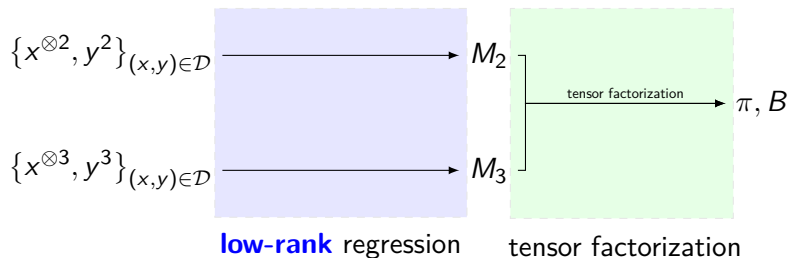 {x^{⊗2}, y^2}_{(x,y)∈𝒟} M_2
tensor factorization
π, B
{x^{⊗3}, y^3}_{(x,y)∈𝒟} M_3
low-rank regression tensor factorization